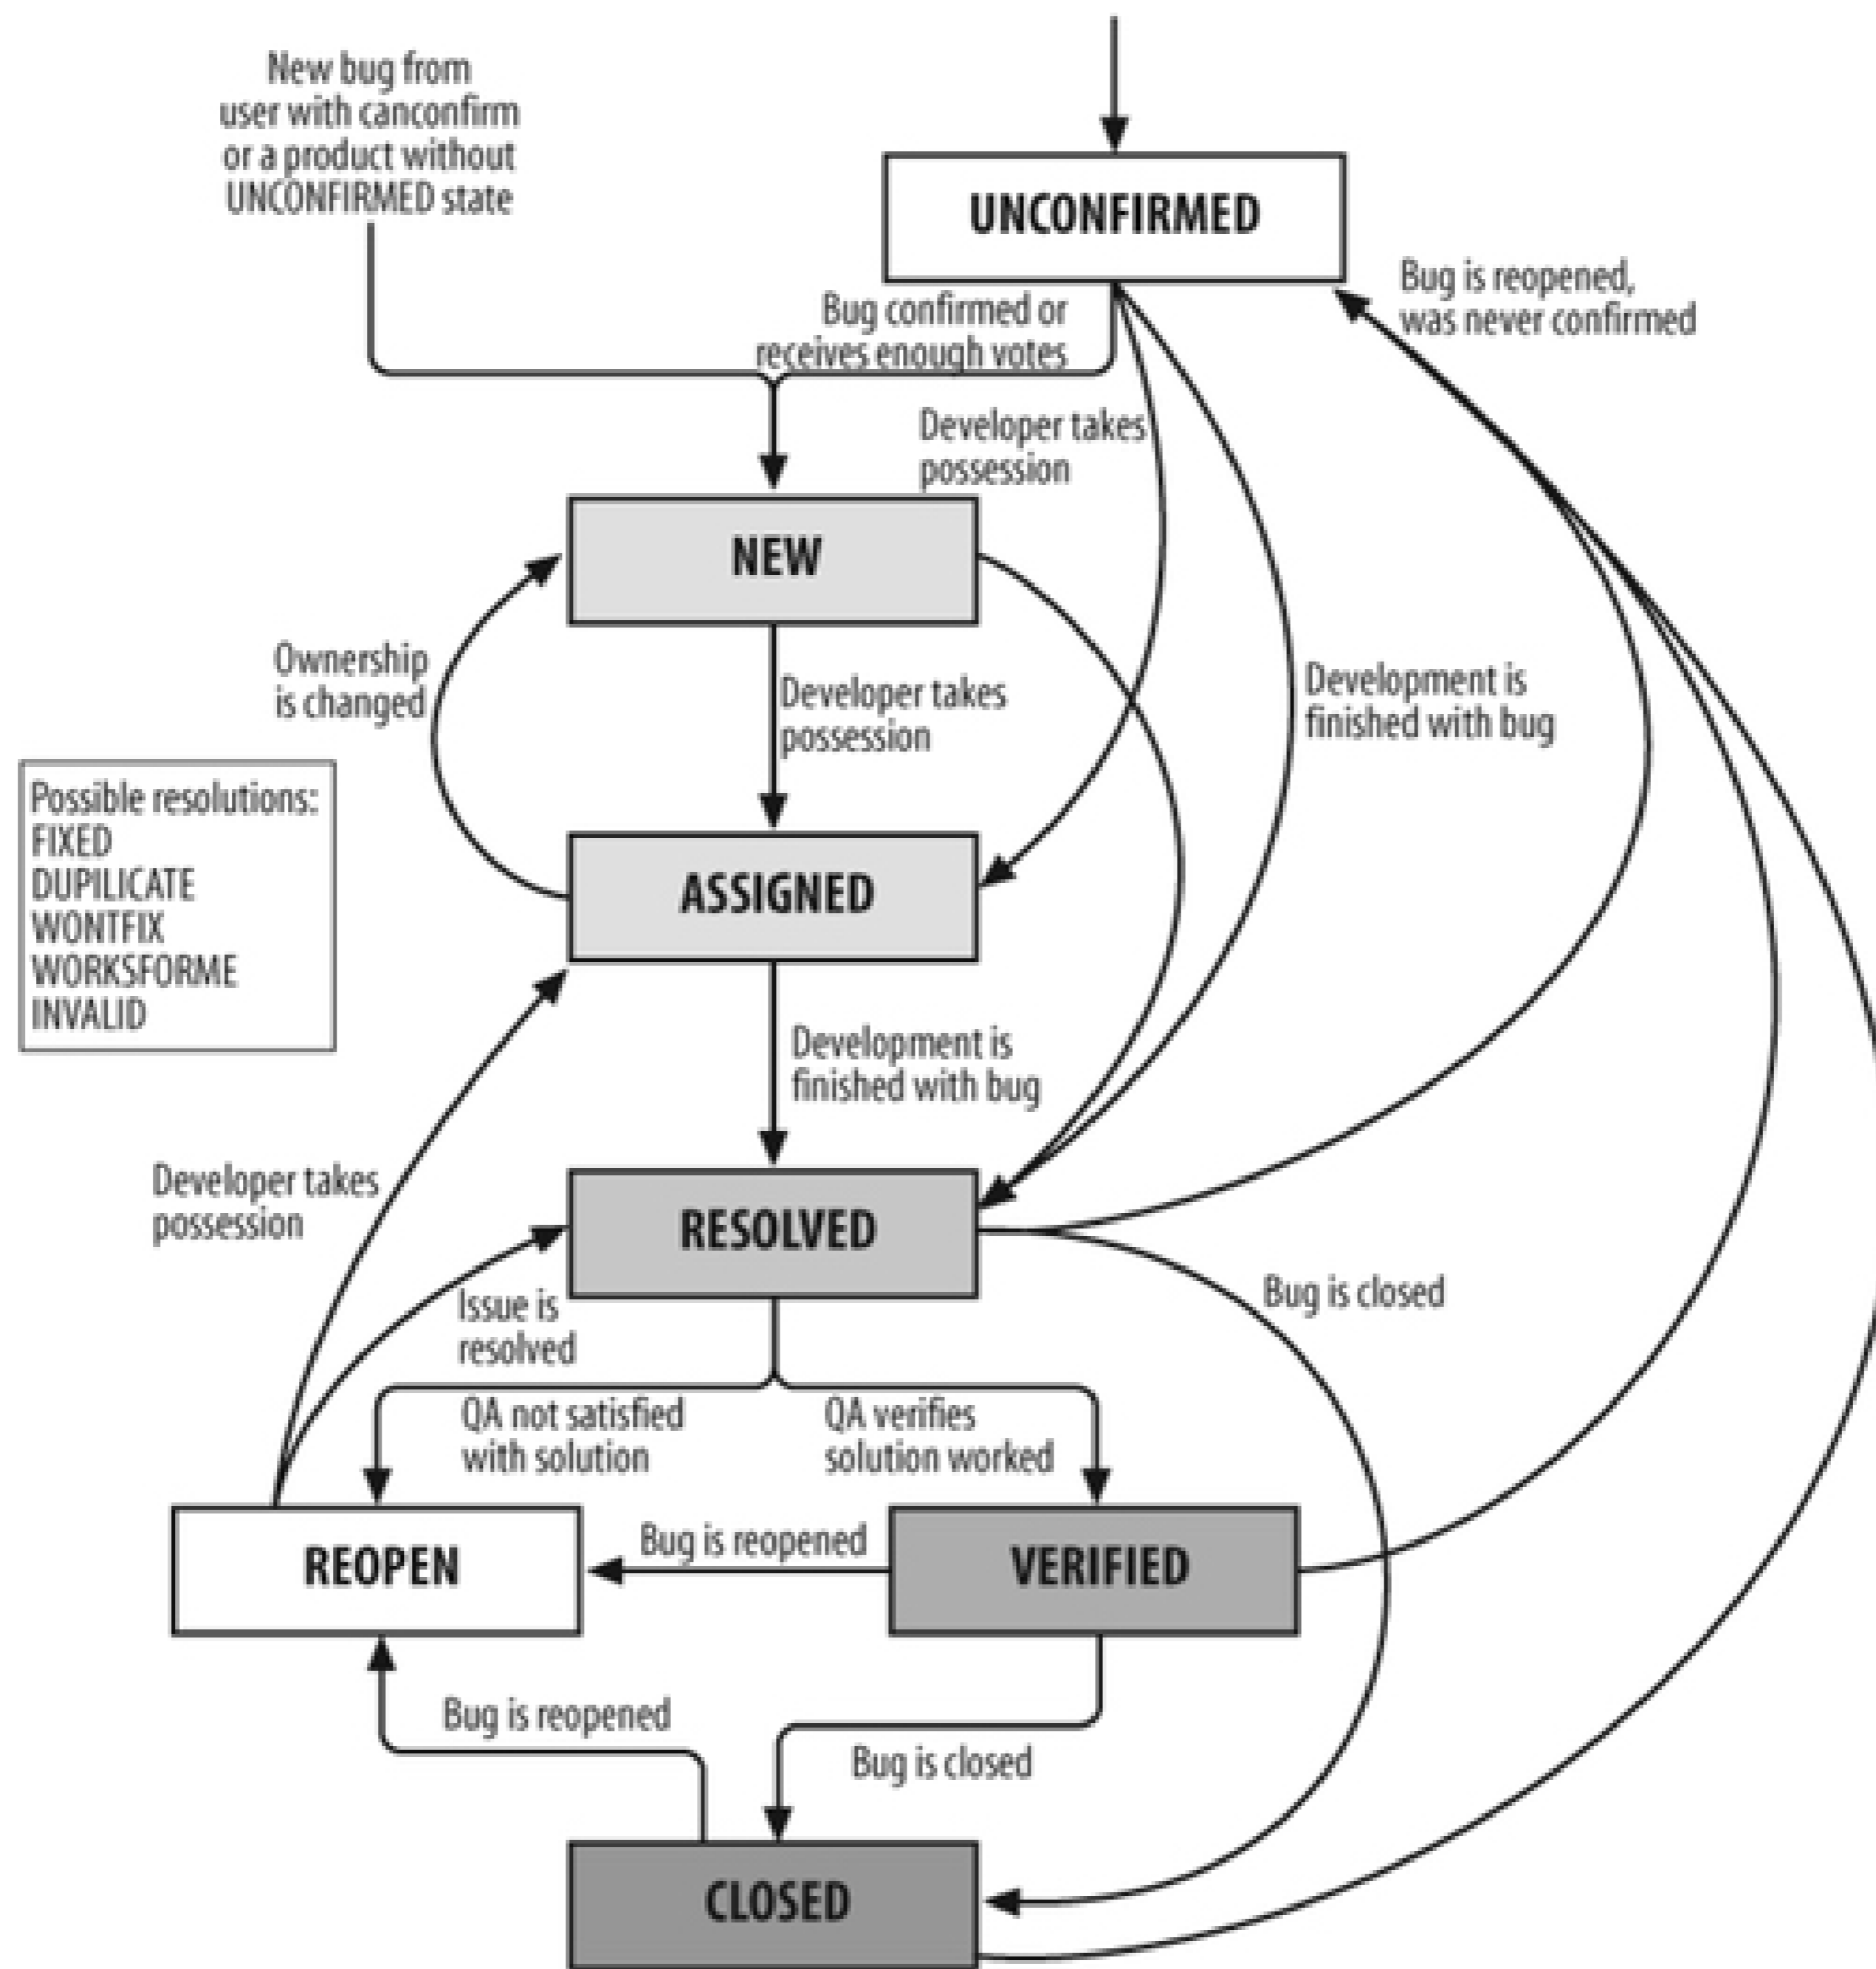 New bug from
user with canconfirm
or a product without
UNCONFIRMED state
UNCONFIRMED
Bug is reopened,
was never confirmed
Bug confirmed or
receives enough votes
Developer takes
possession
NEW
Ownership
is changed
Developer takes
possession
Development is
finished with bug
Possible resolutions:
FIXED
DUPILICATE
WONTFIX
WORKSFORME
INVALID
ASSIGNED
Development is
finished with bug
Developer takes
possession
RESOLVED
Issue is
resolved
Bug is closed
QA not satisfied
with solution
QA verifies
solution worked
REOPEN
Bug is reopened
VERIFIED
Bug is reopened
Bug is closed
CLOSED